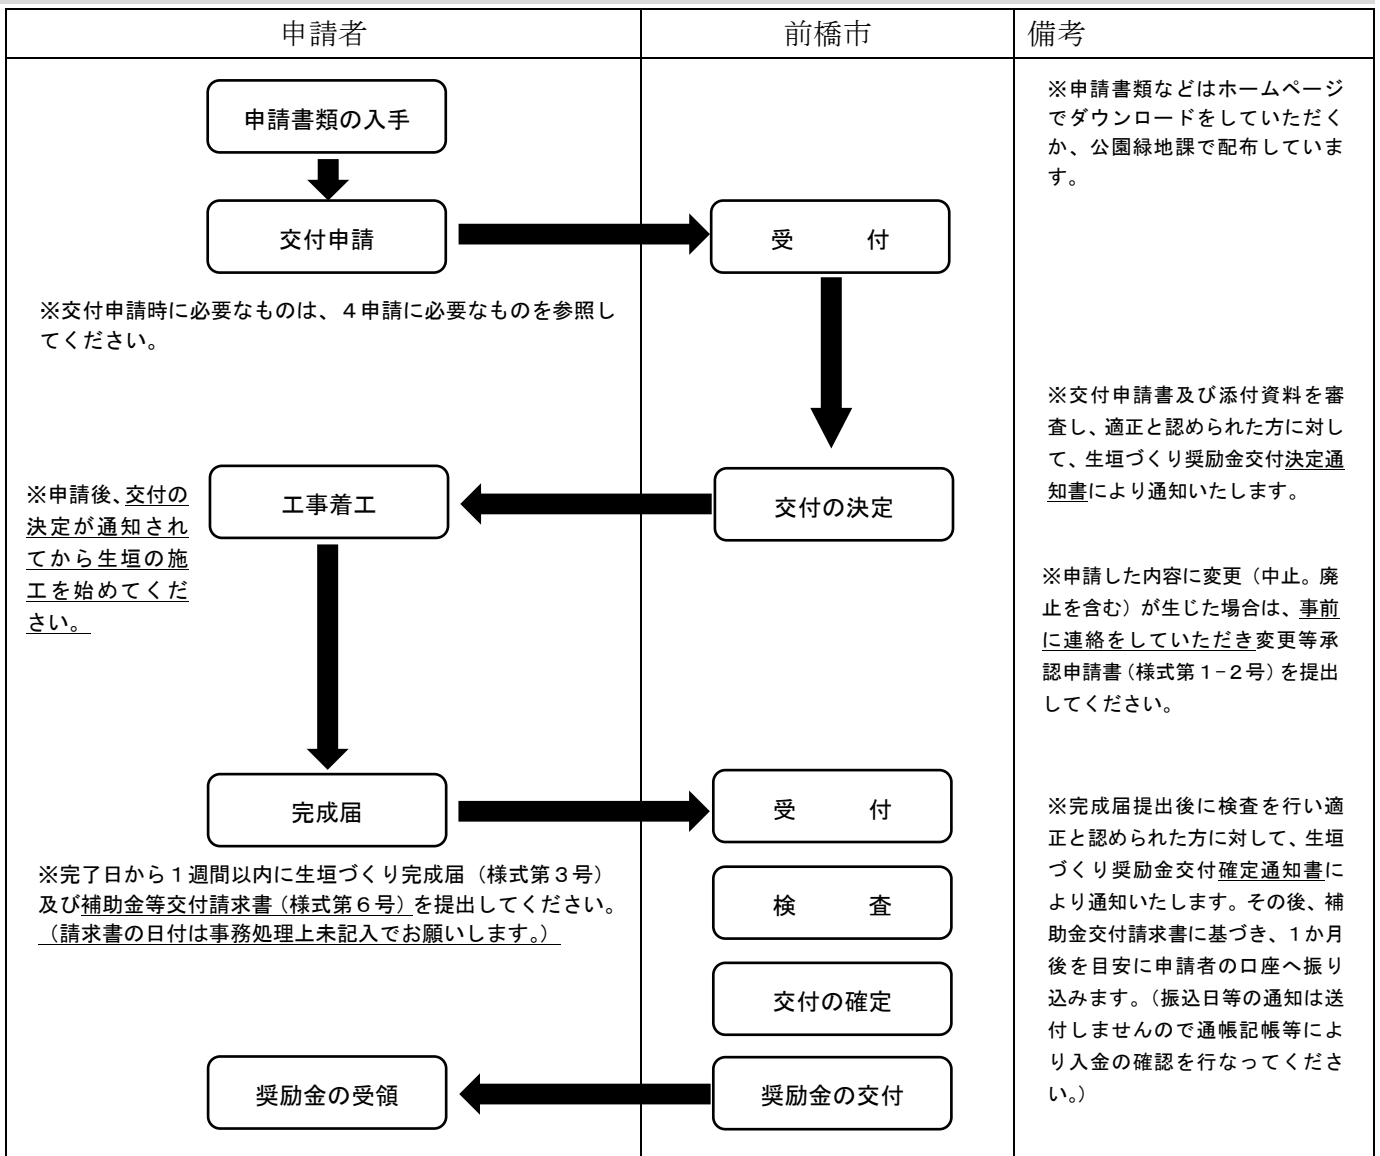 申請者
前橋市
備考
申請書類の入手
※申請書類などはホームページ
でダウンロードをしていただく
か、公園緑地課で配布していま
す。
交付申請
受　　付
※交付申請時に必要なものは、４申請に必要なものを参照し
てください。
※交付申請書及び添付資料を審
査し、適正と認められた方に対し
て、生垣づくり奨励金交付決定通
知書により通知いたします。
※申請後、交付の
決定が通知され
てから生垣の施
工を始めてくだ
さい。
工事着工
交付の決定
※申請した内容に変更（中止。廃
止を含む）が生じた場合は、事前
に連絡をしていただき変更等承
認申請書（様式第１-２号）を提出
してください。
完成届
受　　付
※完了日から１週間以内に生垣づくり完成届（様式第３号）
及び補助金等交付請求書（様式第６号）を提出してください。
（請求書の日付は事務処理上未記入でお願いします。）
検　　査
交付の確定
※完成届提出後に検査を行い適
正と認められた方に対して、生垣
づくり奨励金交付確定通知書に
より通知いたします。その後、補
助金交付請求書に基づき、１か月
後を目安に申請者の口座へ振り
込みます。（振込日等の通知は送
付しませんので通帳記帳等によ
り入金の確認を行なってくださ
い。）
奨励金の受領
奨励金の交付